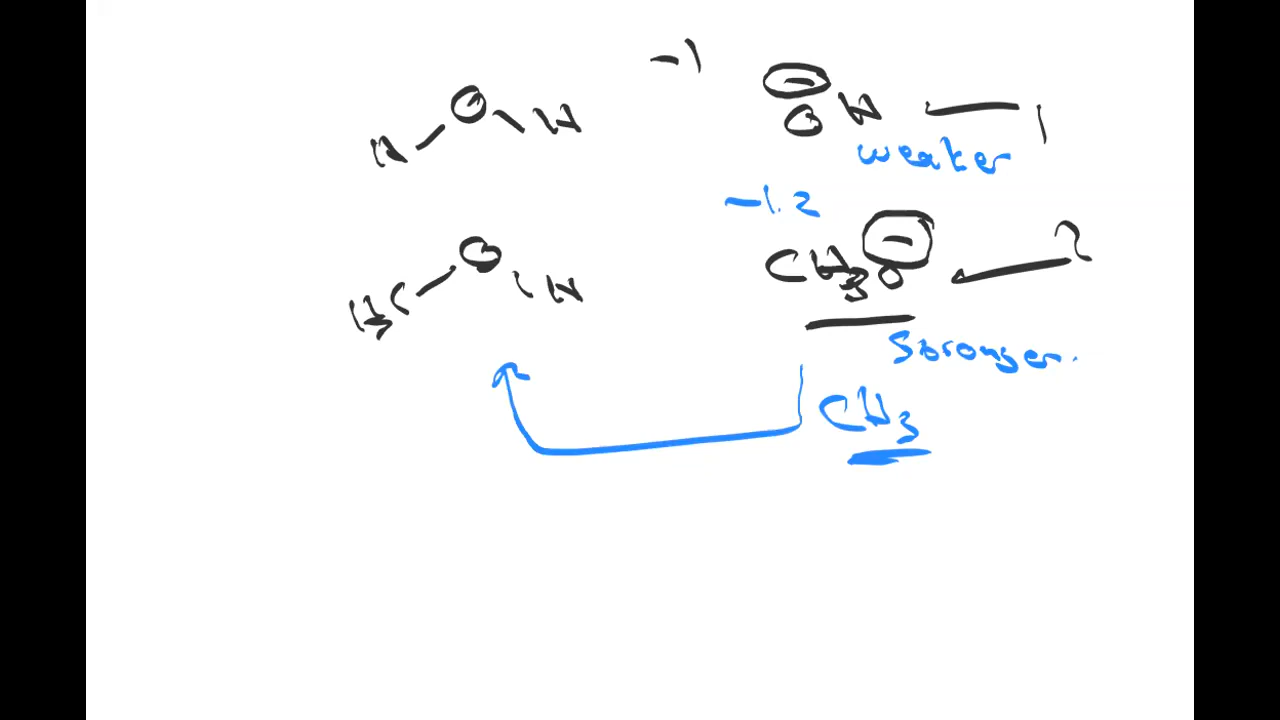 -1
⊖
H-O-H
OH
1
weaker
-1.2
⊖
2
H3C-O-H
CH3O
Stronger.
CH3